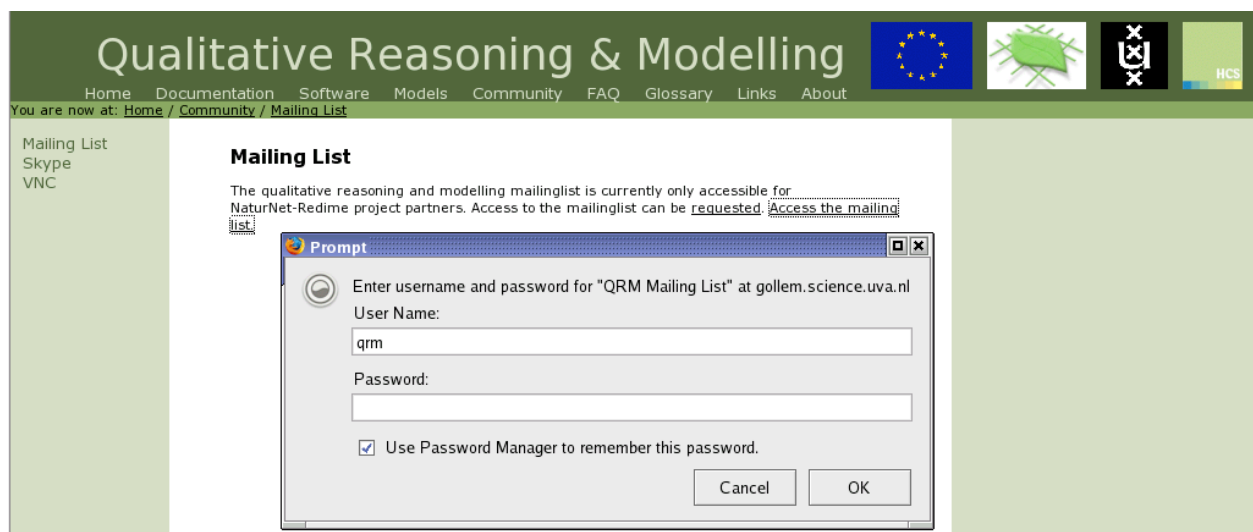 Qualitative Reasoning & Modelling
HCS
Home Documentation Software Models Community FAQ Glossary Links About
You are now at: Home / Community / Mailing List
Mailing List
Skype
VNC
Mailing List
The qualitative reasoning and modelling mailinglist is currently only accessible for
NaturNet-Redime project partners. Access to the mailinglist can be requested. Access the mailing
list.
Prompt
Enter username and password for "QRM Mailing List" at gollem.science.uva.nl
User Name:
qrm
Password:
Use Password Manager to remember this password.
Cancel OK